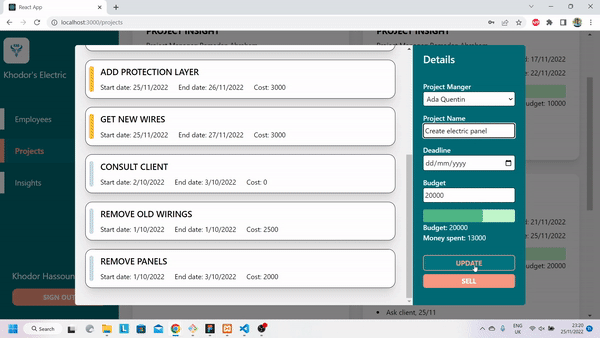 React App
localhost:3000/projects
PROJECT INSIGHT
PROJECT INSIGHT
Khodor's Electric
Employees
Projects
Insights
Khodor Hassoun
SIGN OUT
ADD PROTECTION LAYER
Start date: 25/11/2022 End date: 26/11/2022 Cost: 3000
GET NEW WIRES
Start date: 25/11/2022 End date: 27/11/2022 Cost: 3000
CONSULT CLIENT
Start date: 2/10/2022 End date: 3/10/2022 Cost: 0
REMOVE OLD WIRINGS
Start date: 1/10/2022 End date: 1/10/2022 Cost: 2500
REMOVE PANELS
Start date: 1/10/2022 End date: 3/10/2022 Cost: 2000
Details
Project Manger
Ada Quentin
Project Name
Create electric panel
Deadline
dd/mm/yyyy
Budget
20000
Budget: 20000
Money spent: 13000
UPDATE
SELL
d: 17/11/2022
: 22/11/2022
udget: 10000
d: 21/11/2022
: 25/11/2022
udget: 20000
Ask client, 25/11
Search
ENG
UK
23:20
25/11/2022